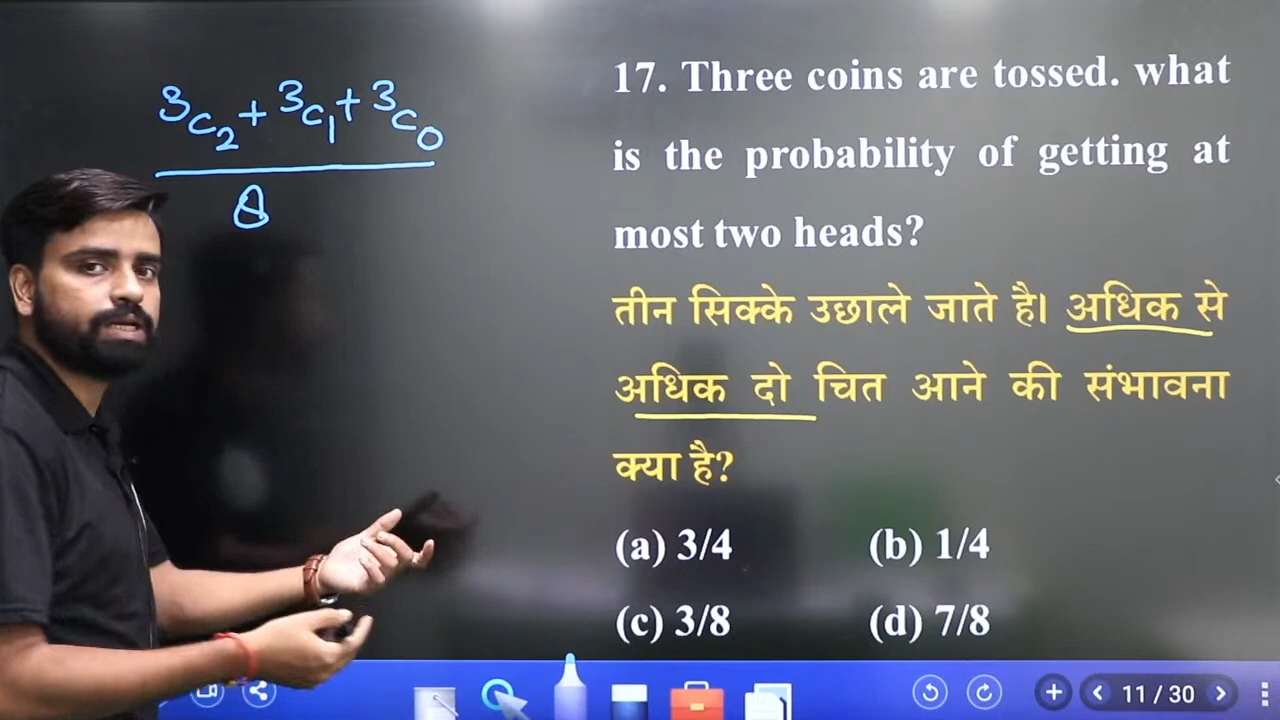 ³C₂ + ³C₁ + ³C₀
8
17. Three coins are tossed. what
is the probability of getting at
most two heads?
तीन सिक्के उछाले जाते है। अधिक से
अधिक दो चित आने की संभावना
क्या है?
(a) 3/4 (b) 1/4
(c) 3/8 (d) 7/8
11 / 30